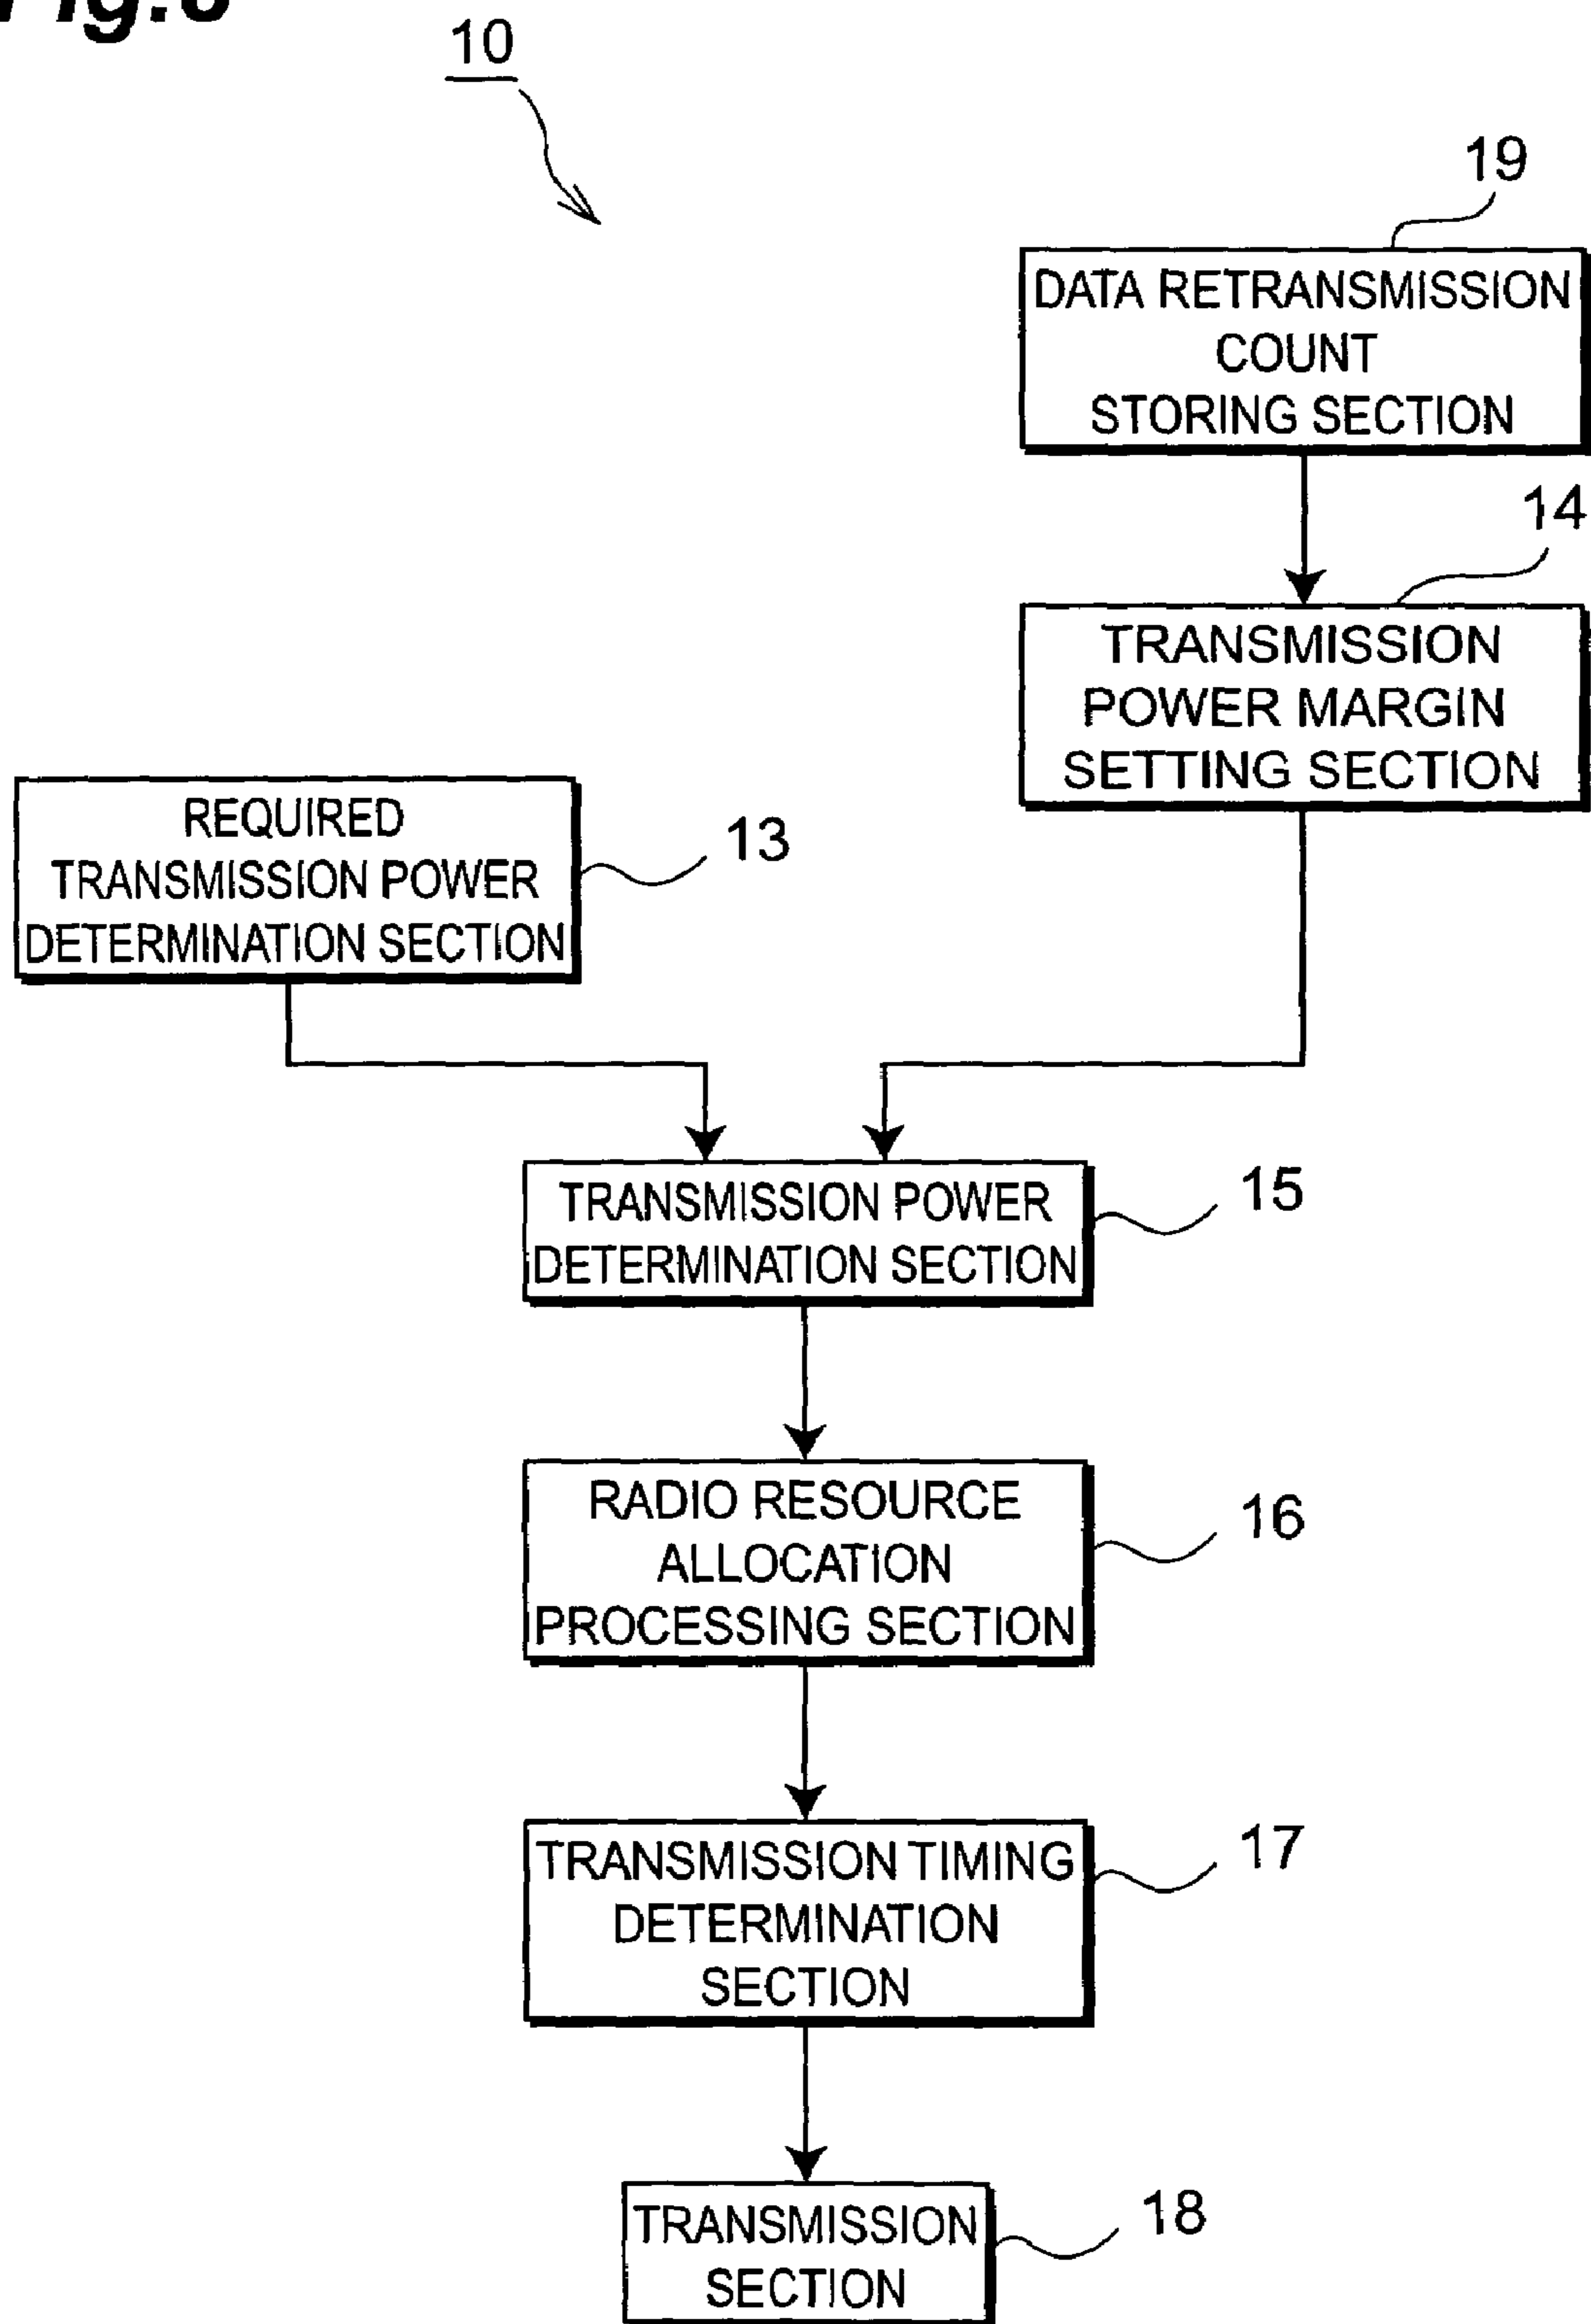 10
19
DATA RETRANSMISSION
COUNT
STORING SECTION
14
TRANSMISSION
POWER MARGIN
SETTING SECTION
REQUIRED
TRANSMISSION POWER
DETERMINATION SECTION
13
TRANSMISSION POWER
DETERMINATION SECTION
15
RADIO RESOURCE
ALLOCATION
PROCESSING SECTION
16
TRANSMISSION TIMING
DETERMINATION
SECTION
17
TRANSMISSION
SECTION
18